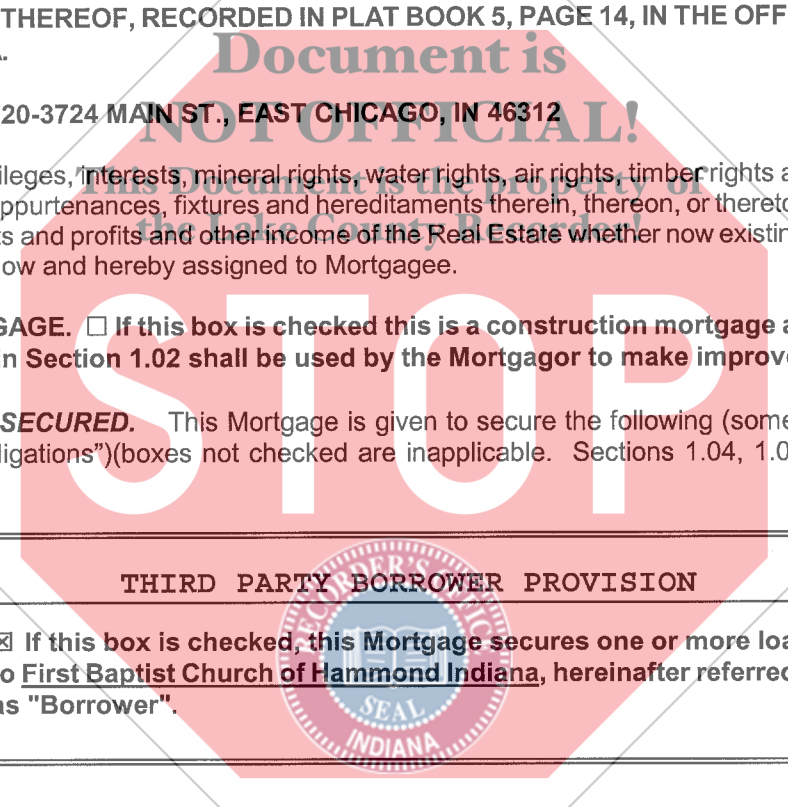 THEREOF, RECORDED IN PLAT BOOK 5, PAGE 14, IN THE OFF
Document is
20-3724 MAIN ST., EAST CHICAGO, IN 46312
NOT OFFICIAL!
ileges, interests, mineral rights, water rights, air rights, timber rights a
This Document is the property of
ppurtenances, fixtures and hereditaments therein, thereon, or thereto
the Lake County Recorder!
ts and profits and other income of the Real Estate whether now existin
ow and hereby assigned to Mortgagee.
STOP
GAGE. ☐ If this box is checked this is a construction mortgage a
in Section 1.02 shall be used by the Mortgagor to make improve
SECURED. This Mortgage is given to secure the following (some
ligations")(boxes not checked are inapplicable. Sections 1.04, 1.0
THIRD PARTY BORROWER PROVISION
☒ If this box is checked, this Mortgage secures one or more loa
o First Baptist Church of Hammond Indiana, hereinafter referred
as "Borrower".
RECORDER'S OFFICE
SEAL
INDIANA